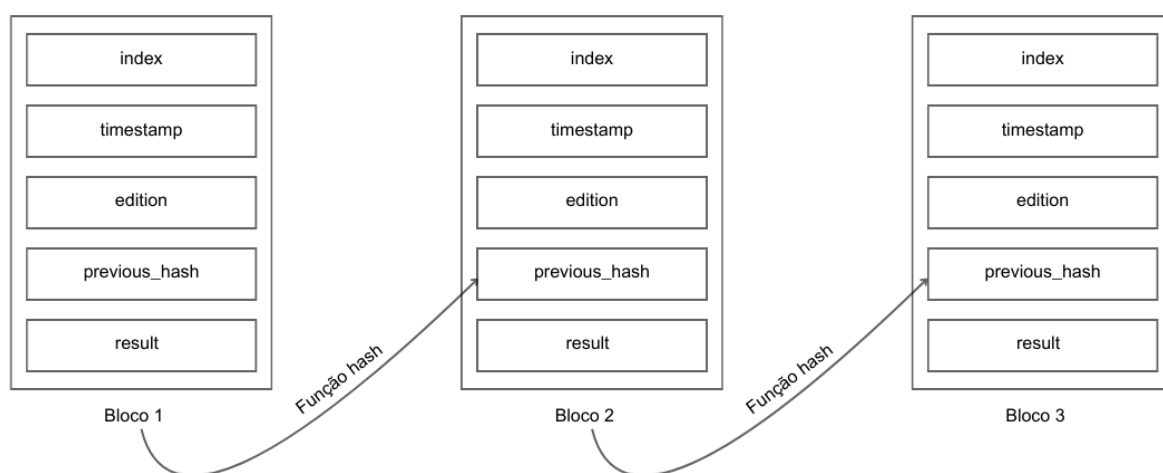 index
timestamp
edition
previous_hash
result
Bloco 1
Função hash
index
timestamp
edition
previous_hash
result
Bloco 2
Função hash
index
timestamp
edition
previous_hash
result
Bloco 3